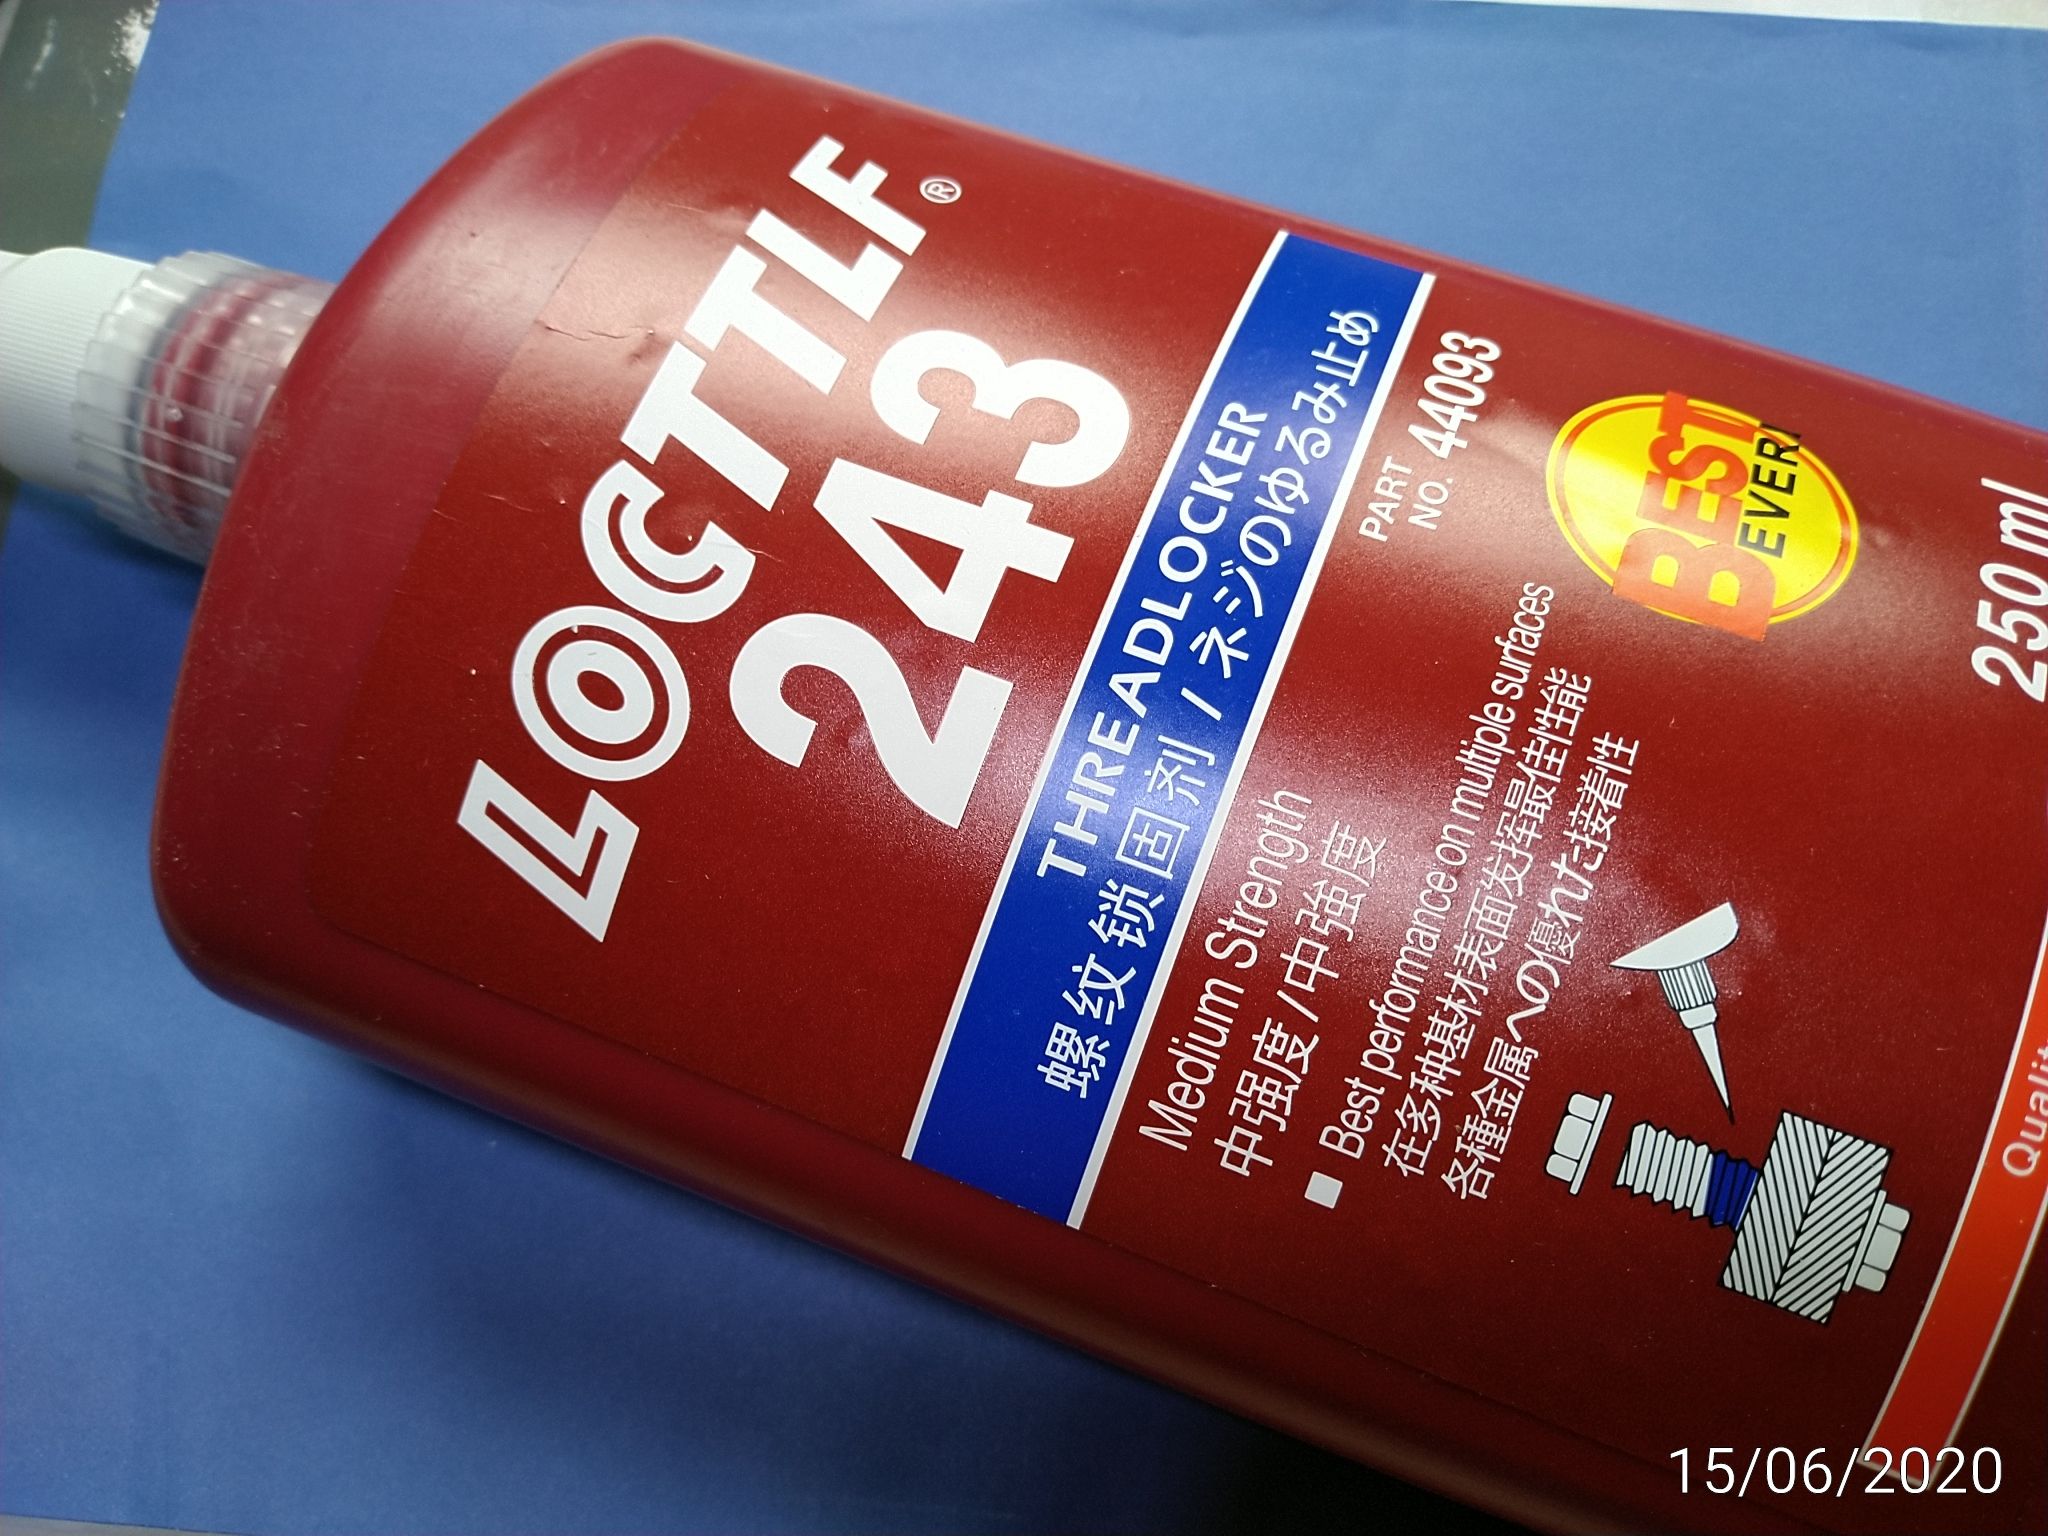 LOCTITE®
243
THREADLOCKER
螺纹锁固剂 / ネジのゆるみ止め
Medium Strength
中强度 / 中強度
PART
NO. 44093
■ Best performance on multiple surfaces
在多种基材表面发挥最佳性能
各種金属への優れた接着性
BEST
EVER!
250 ml
15/06/2020